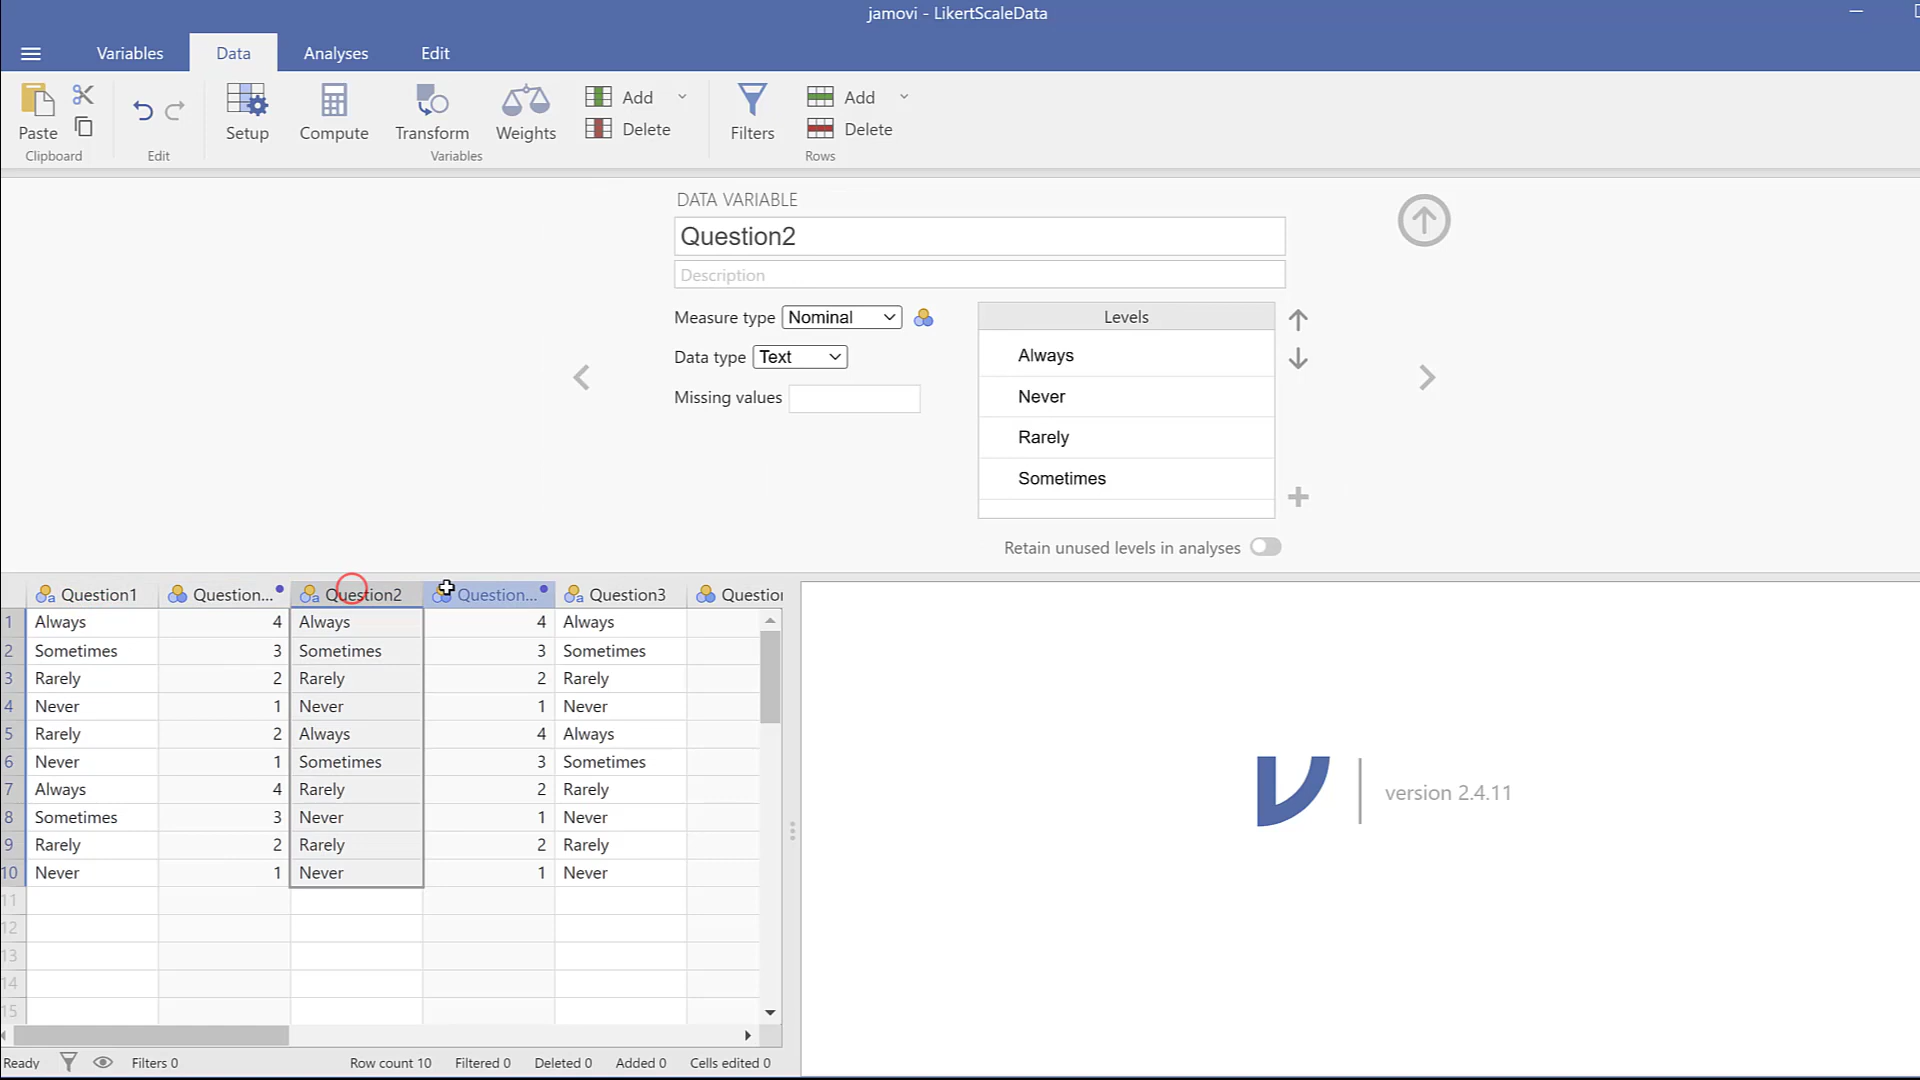 jamovi - LikertScaleData
Variables Data Analyses Edit
Paste Setup Compute Transform Weights Add Delete Filters Add Delete
Clipboard Edit Variables Rows
DATA VARIABLE
Question2
Description
Measure type Nominal
Data type Text
Missing values
Levels
Always
Never
Rarely
Sometimes
Retain unused levels in analyses
Question1 Question... Question2 Question... Question3 Question
1 Always 4 Always 4 Always
2 Sometimes 3 Sometimes 3 Sometimes
3 Rarely 2 Rarely 2 Rarely
4 Never 1 Never 1 Never
5 Rarely 2 Always 4 Always
6 Never 1 Sometimes 3 Sometimes
7 Always 4 Rarely 2 Rarely
8 Sometimes 3 Never 1 Never
9 Rarely 2 Rarely 2 Rarely
10 Never 1 Never 1 Never
11
12
13
14
15
version 2.4.11
Ready Filters 0 Row count 10 Filtered 0 Deleted 0 Added 0 Cells edited 0